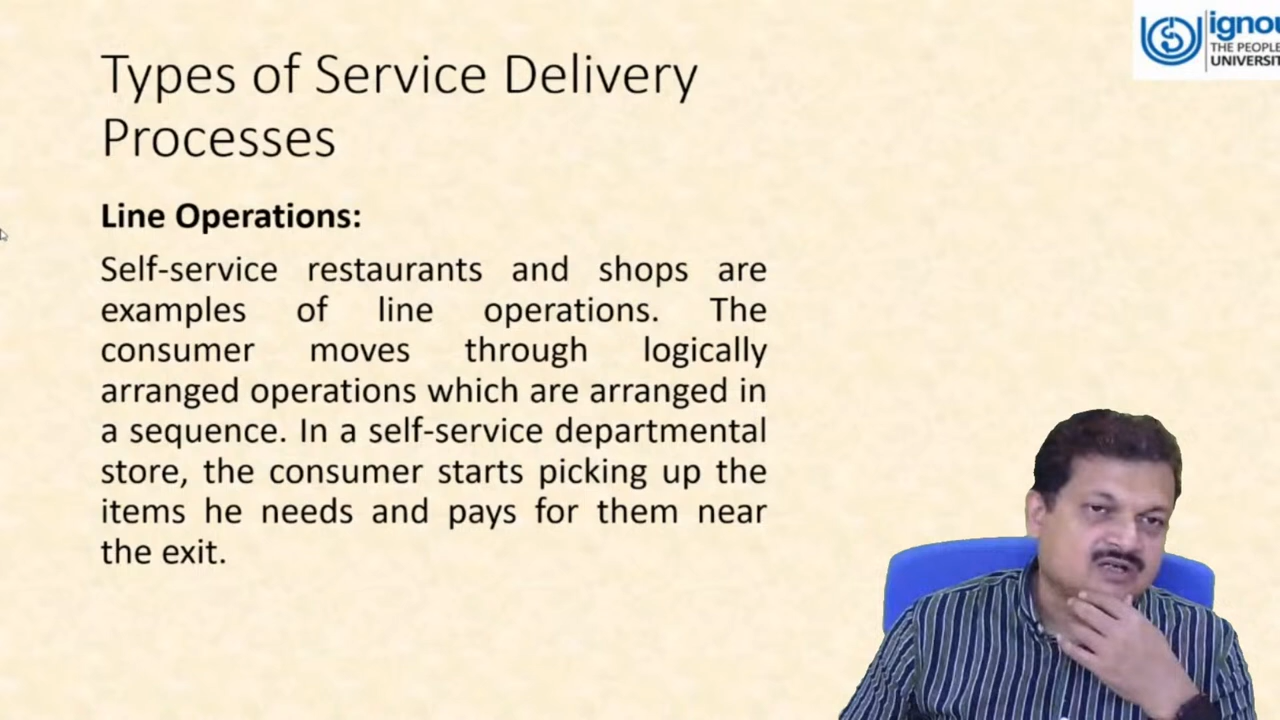 Types of Service Delivery
Processes
Line Operations:
Self-service restaurants and shops are
examples of line operations. The
consumer moves through logically
arranged operations which are arranged in
a sequence. In a self-service departmental
store, the consumer starts picking up the
items he needs and pays for them near
the exit.
ignou
THE PEOPLE
UNIVERSIT